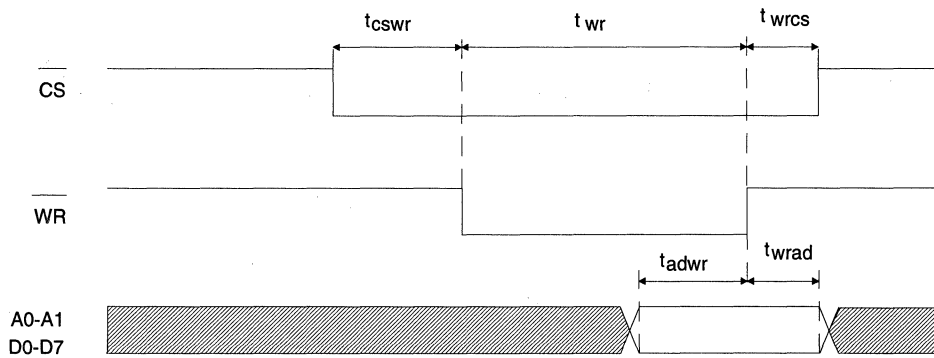 tcswr
t wr
t wrcs
CS
WR
tadwr
twrad
A0-A1
D0-D7